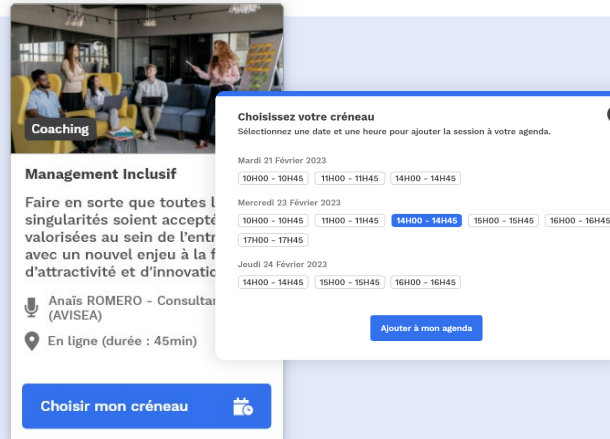 Coaching
Management Inclusif
Faire en sorte que toutes
singularités soient
valorisées au sein de
avec un nouvel enjeu à la
d'attractivité et
Anaïs ROMERO -
(AVISEA)
En ligne (durée : 45min)
Choisir mon créneau
Choisissez votre créneau
Sélectionnez une date et une heure pour ajouter la session à votre agenda.
Mardi 21 Février 2023
10H00 - 10H45 11H00 - 11H45 14H00 - 14H45
Mercredi 23 Février 2023
10H00 - 10H45 11H00 - 11H45 14H00 - 14H45 15H00 - 15H45 16H00 - 16H45
17H00 - 17H45
Jeudi 24 Février 2023
14H00 - 14H45 15H00 - 15H45 16H00 - 16H45
Ajouter à mon agenda